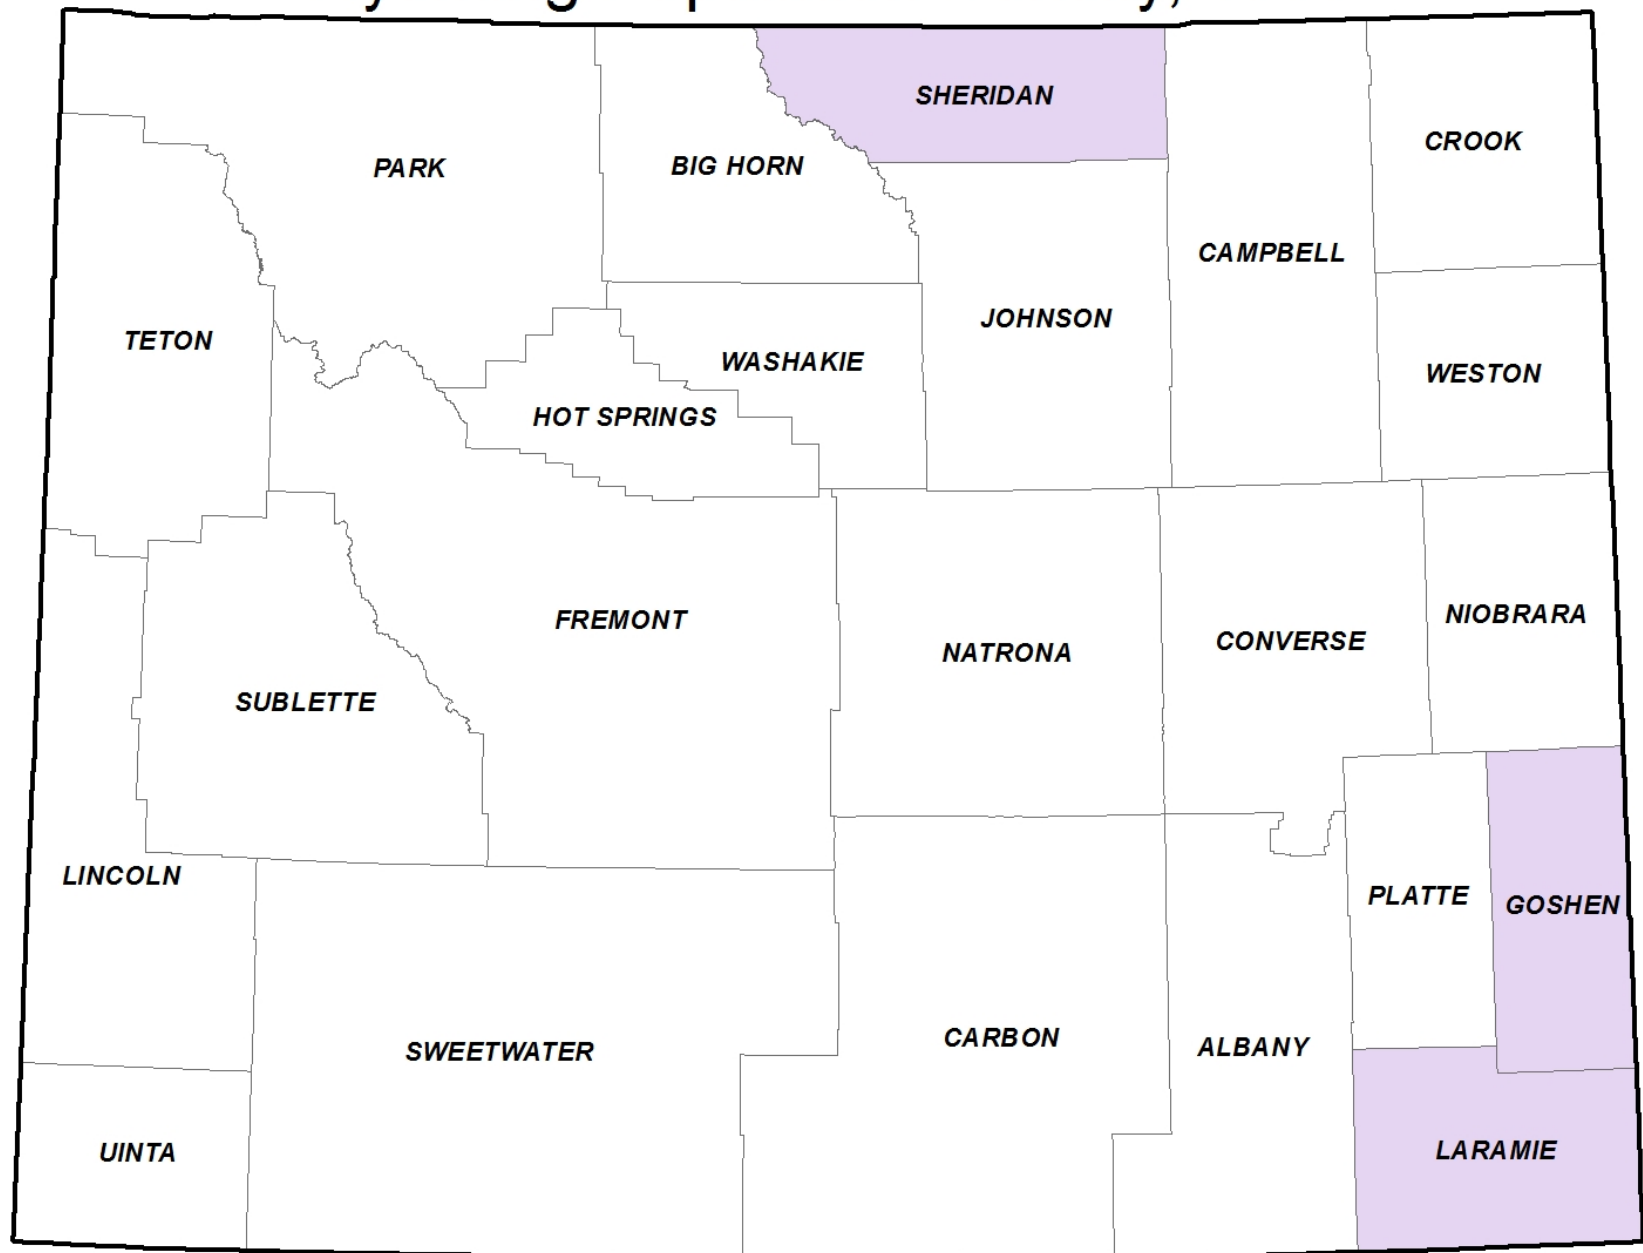 SHERIDAN
CROOK
PARK
BIG HORN
CAMPBELL
JOHNSON
TETON
WASHAKIE
WESTON
HOT SPRINGS
FREMONT
NIOBRARA
CONVERSE
NATRONA
SUBLETTE
LINCOLN
PLATTE
GOSHEN
CARBON
ALBANY
SWEETWATER
LARAMIE
UINTA